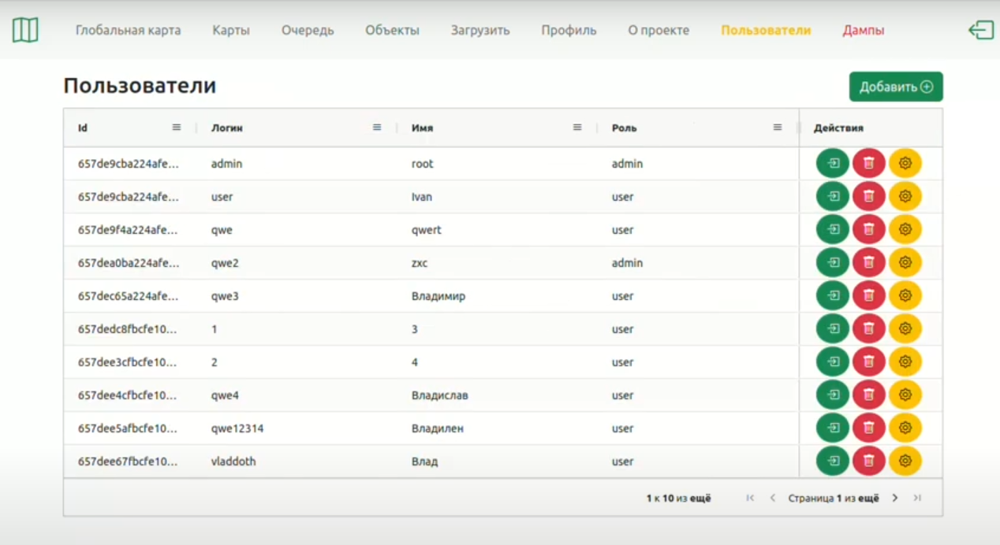 Глобальная карта Карты Очередь Объекты Загрузить Профиль О проекте Пользователи Дампы
Пользователи Добавить
Id Логин Имя Роль Действия
657de9cba224afe... admin root admin
657de9cba224afe... user Ivan user
657de9f4a224afe... qwe qwert user
657dea0ba224afe... qwe2 zxc admin
657dec65a224afe... qwe3 Владимир user
657dedc8fbcfe10... 1 3 user
657dee3cfbcfe10... 2 4 user
657dee4cfbcfe10... qwe4 Владислав user
657dee5afbcfe10... qwe12314 Владилен user
657dee67fbcfe10... vladdoth Влад user
1 к 10 из ещё Страница 1 из ещё